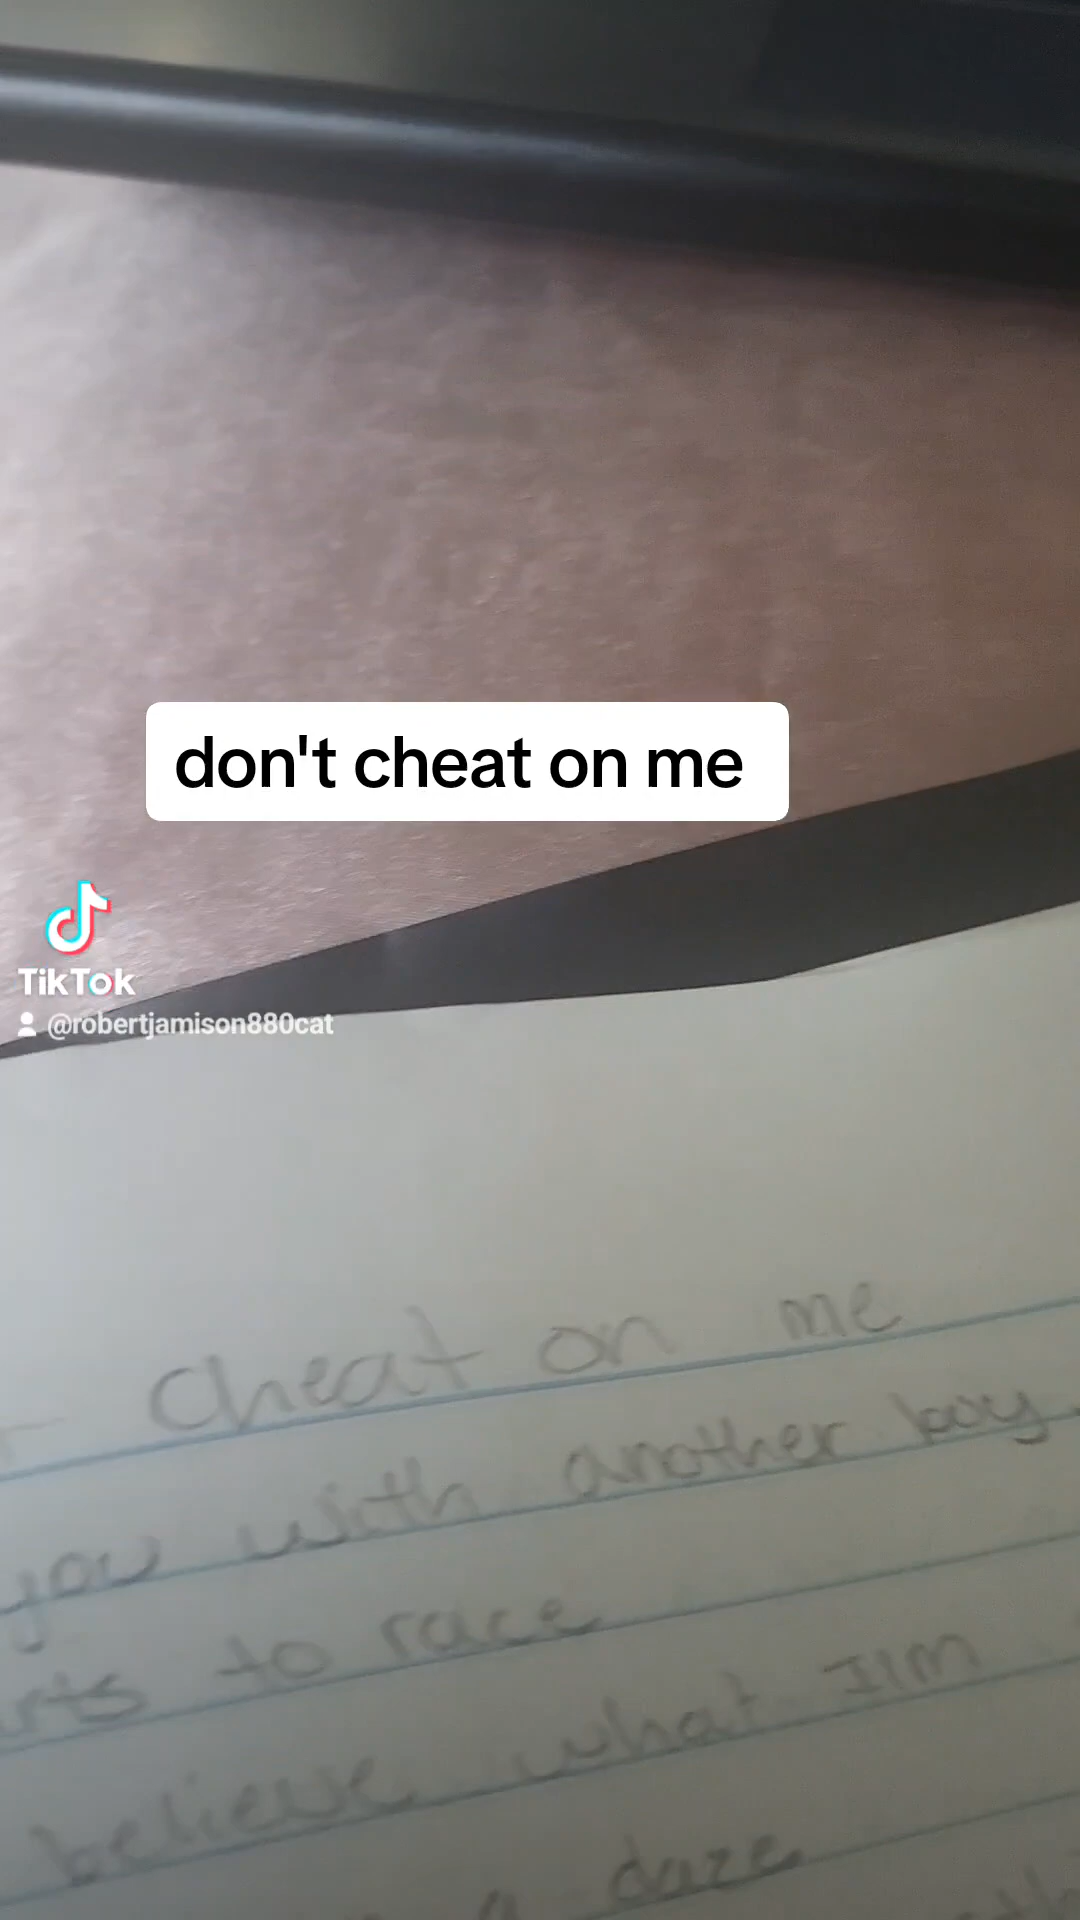 don't cheat on me
TikTok
@robertjamison880cat
cheat on me
you with another boy.
to race
believe what I'm
a daze